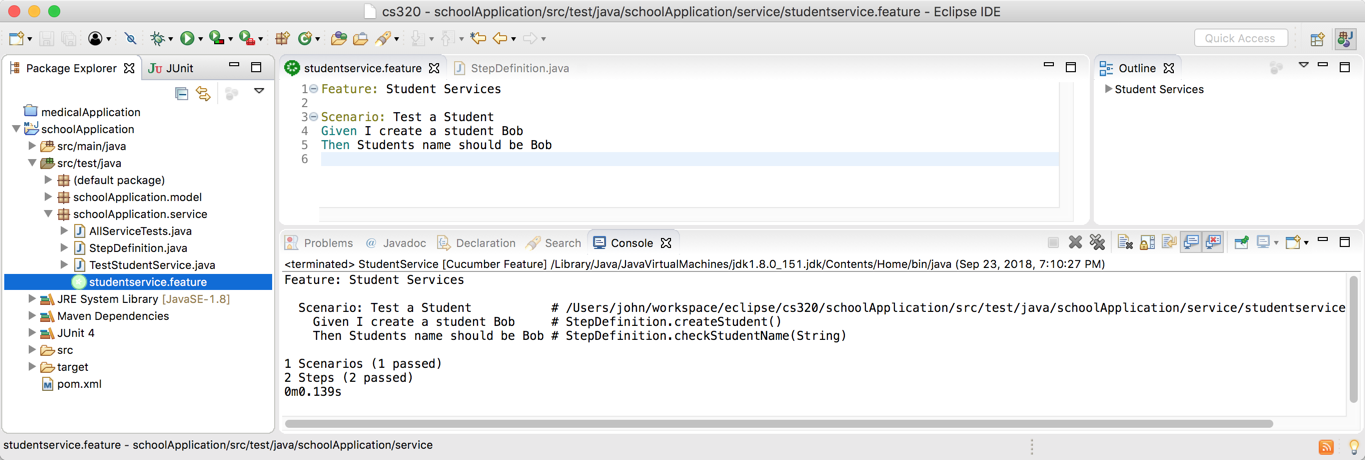 cs320 - schoolApplication/src/test/java/schoolApplication/service/studentservice.feature - Eclipse IDE
Quick Access
Package Explorer
JUnit
medicalApplication
schoolApplication
src/main/java
src/test/java
(default package)
schoolApplication.model
schoolApplication.service
AllServiceTests.java
StepDefinition.java
TestStudentService.java
studentservice.feature
JRE System Library [JavaSE-1.8]
Maven Dependencies
JUnit 4
src
target
pom.xml
studentservice.feature
StepDefinition.java
1 Feature: Student Services
2
3 Scenario: Test a Student
4 Given I create a student Bob
5 Then Students name should be Bob
6
Outline
Student Services
Problems @ Javadoc Declaration Search Console
<terminated> StudentService [Cucumber Feature] /Library/Java/JavaVirtualMachines/jdk1.8.0_151.jdk/Contents/Home/bin/java (Sep 23, 2018, 7:10:27 PM)
Feature: Student Services
Scenario: Test a Student # /Users/john/workspace/eclipse/cs320/schoolApplication/src/test/java/schoolApplication/service/studentservice
Given I create a student Bob # StepDefinition.createStudent()
Then Students name should be Bob # StepDefinition.checkStudentName(String)
1 Scenarios (1 passed)
2 Steps (2 passed)
0m0.139s
studentservice.feature - schoolApplication/src/test/java/schoolApplication/service